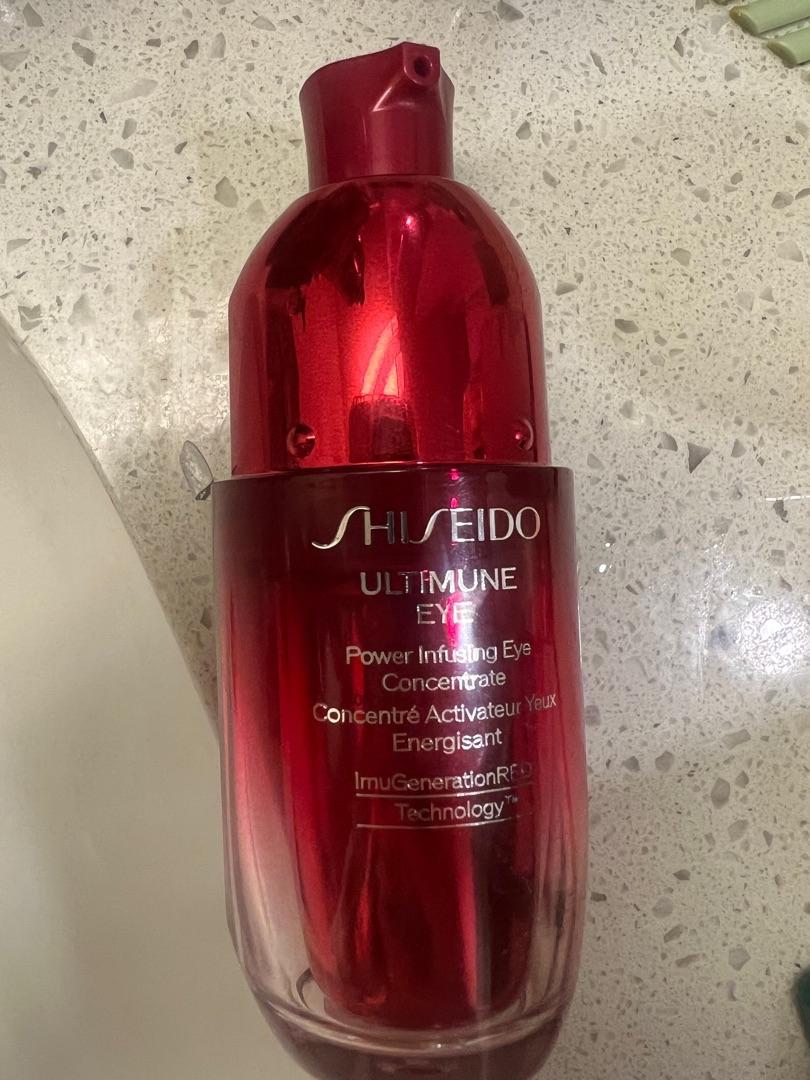 SHISEIDO
ULTIMUNE
EYE
Power Infusing Eye
Concentrate
Concentré Activateur Yeux
Energisant
ImuGenerationRED
Technology™